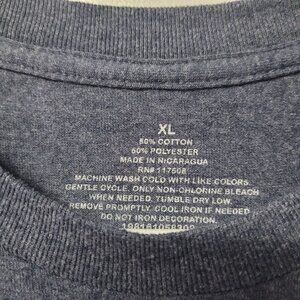 XL
50% COTTON
50% POLYESTER
MADE IN NICARAGUA
RN# 117508
MACHINE WASH COLD WITH LIKE COLORS.
GENTLE CYCLE. ONLY NON-CHLORINE BLEACH
WHEN NEEDED. TUMBLE DRY LOW.
REMOVE PROMPTLY. COOL IRON IF NEEDED
DO NOT IRON DECORATION.